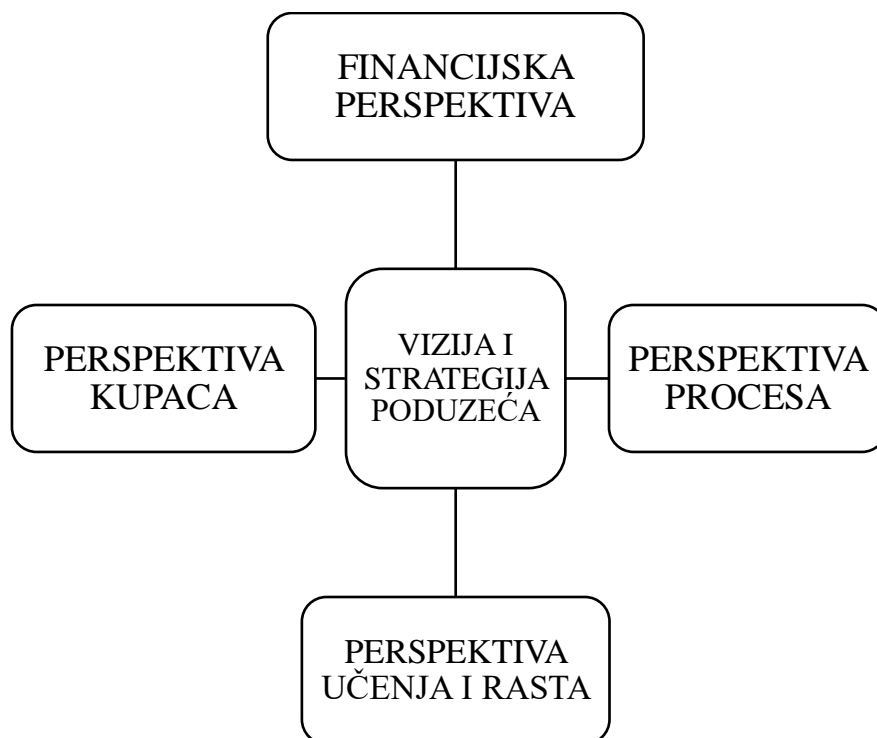 FINANCIJSKA
PERSPEKTIVA
PERSPEKTIVA
KUPACA
VIZIJA I
STRATEGIJA
PODUZEĆA
PERSPEKTIVA
PROCESA
PERSPEKTIVA
UČENJA I RASTA